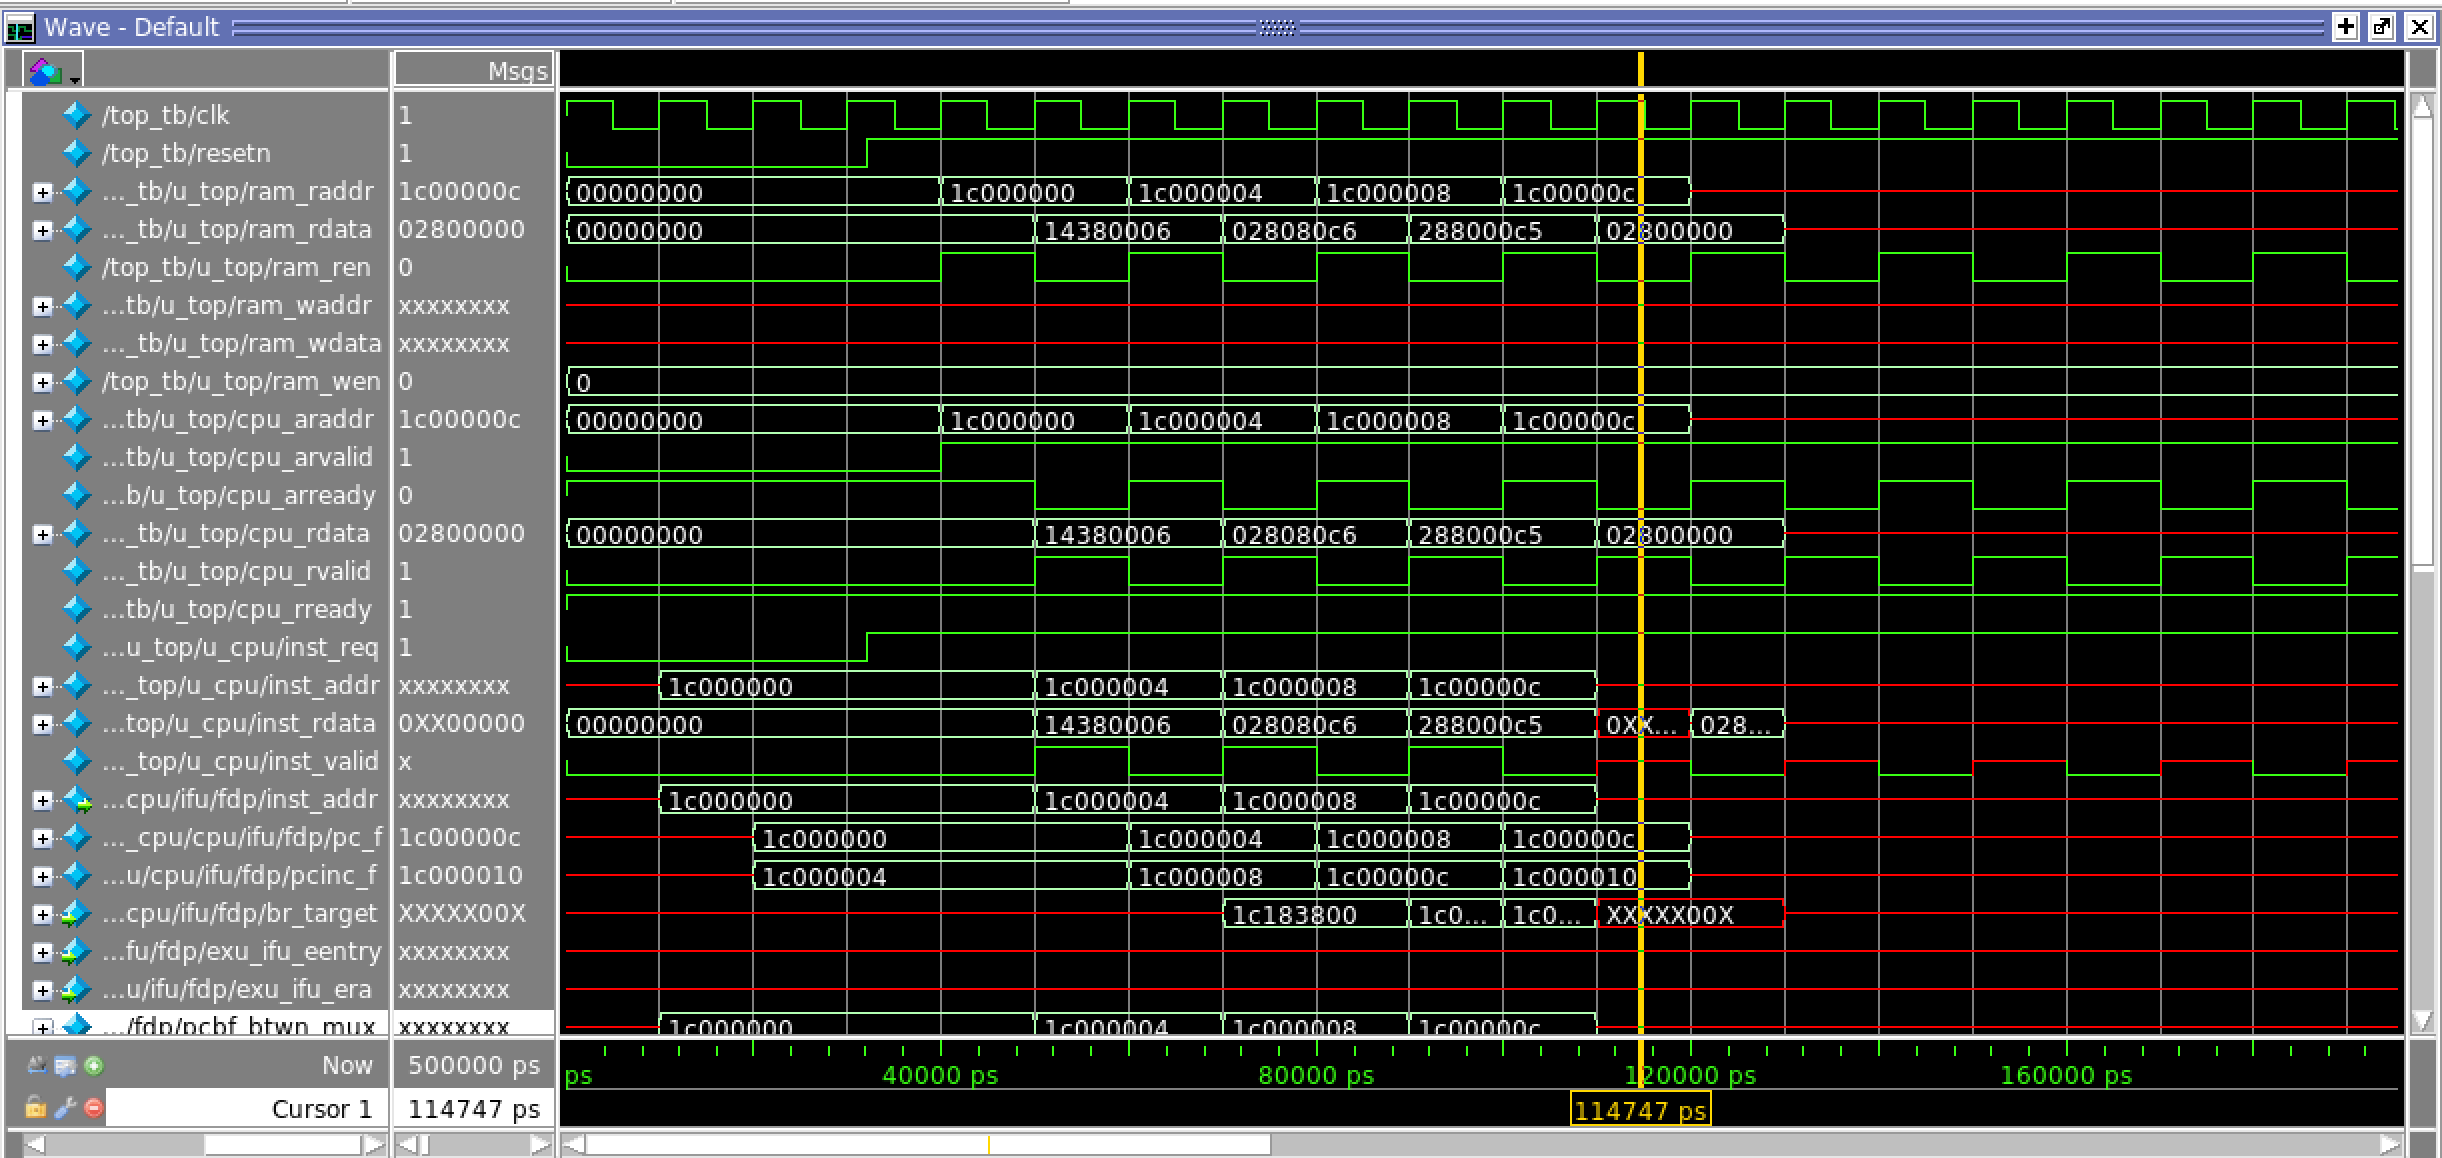 Wave - Default
Msgs
/top_tb/clk 1
/top_tb/resetn 1
..._tb/u_top/ram_raddr 1c00000c 00000000 1c000000 1c000004 1c000008 1c00000c
..._tb/u_top/ram_rdata 02800000 00000000 14380006 028080c6 288000c5 02800000
/top_tb/u_top/ram_ren 0
...tb/u_top/ram_waddr xxxxxxxx
..._tb/u_top/ram_wdata xxxxxxxx
/top_tb/u_top/ram_wen 0 0
...tb/u_top/cpu_araddr 1c00000c 00000000 1c000000 1c000004 1c000008 1c00000c
...tb/u_top/cpu_arvalid 1
...b/u_top/cpu_arready 0
..._tb/u_top/cpu_rdata 02800000 00000000 14380006 028080c6 288000c5 02800000
..._tb/u_top/cpu_rvalid 1
...tb/u_top/cpu_rready 1
...u_top/u_cpu/inst_req 1
..._top/u_cpu/inst_addr xxxxxxxx 1c000000 1c000004 1c000008 1c00000c
...top/u_cpu/inst_rdata 0XX00000 00000000 14380006 028080c6 288000c5 0XX... 028...
..._top/u_cpu/inst_valid x
...cpu/ifu/fdp/inst_addr xxxxxxxx 1c000000 1c000004 1c000008 1c00000c
..._cpu/cpu/ifu/fdp/pc_f 1c00000c 1c000000 1c000004 1c000008 1c00000c
...u/cpu/ifu/fdp/pcinc_f 1c000010 1c000004 1c000008 1c00000c 1c000010
...cpu/ifu/fdp/br_target XXXXX00X 1c183800 1c0... 1c0... XXXXX00X
...fu/fdp/exu_ifu_eentry xxxxxxxx
...u/ifu/fdp/exu_ifu_era xxxxxxxx
.../fdp/pcbf_btwn_mux xxxxxxxx 1c000000 1c000004 1c000008 1c00000c
Now 500000 ps ps 40000 ps 80000 ps 120000 ps 160000 ps
Cursor 1 114747 ps 114747 ps